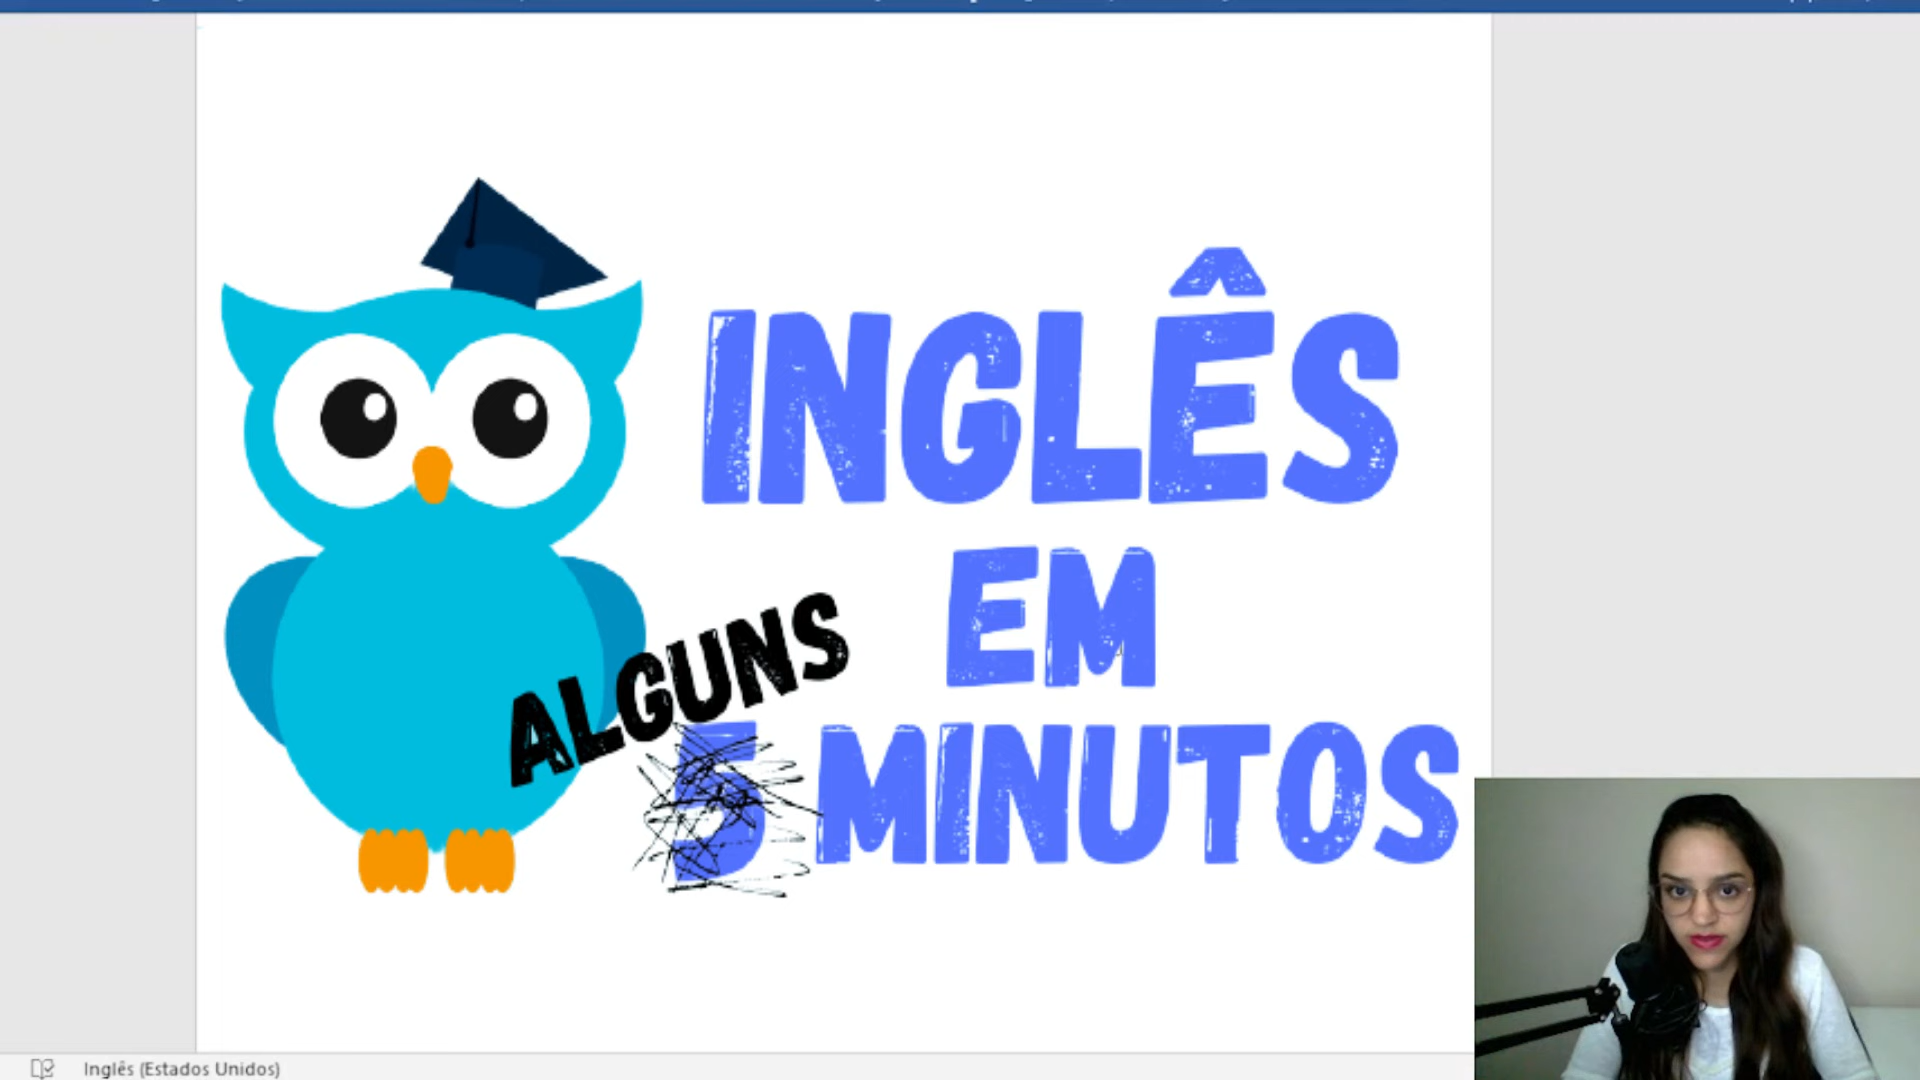 INGLÊS
EM
ALGUNS
5 MINUTOS
Inglês (Estados Unidos)